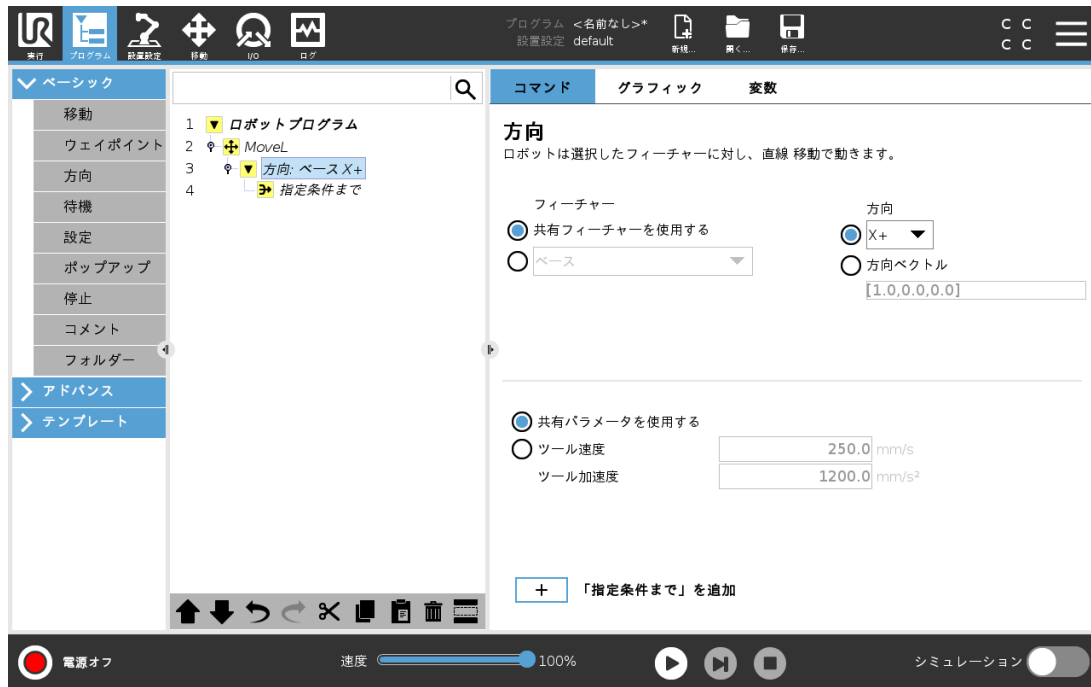 UR
プログラム <名前なし>*
設置設定 default
実行 プログラム 設置設定 移動 I/O ログ 新規... 開く... 保存...
C C
C C
ベーシック
移動
ウェイポイント
方向
待機
設定
ポップアップ
停止
コメント
フォルダー
アドバンス
テンプレート
1 ロボットプログラム
2 MoveL
3 方向: ベース X+
4 指定条件まで
コマンド グラフィック 変数
方向
ロボットは選択したフィーチャーに対し、直線 移動で動きます。
フィーチャー
共有フィーチャーを使用する
ベース
方向
X+
方向ベクトル
[1.0,0.0,0.0]
共有パラメータを使用する
ツール速度 250.0 mm/s
ツール加速度 1200.0 mm/s²
+ 「指定条件まで」を追加
電源オフ 速度 100% シミュレーション